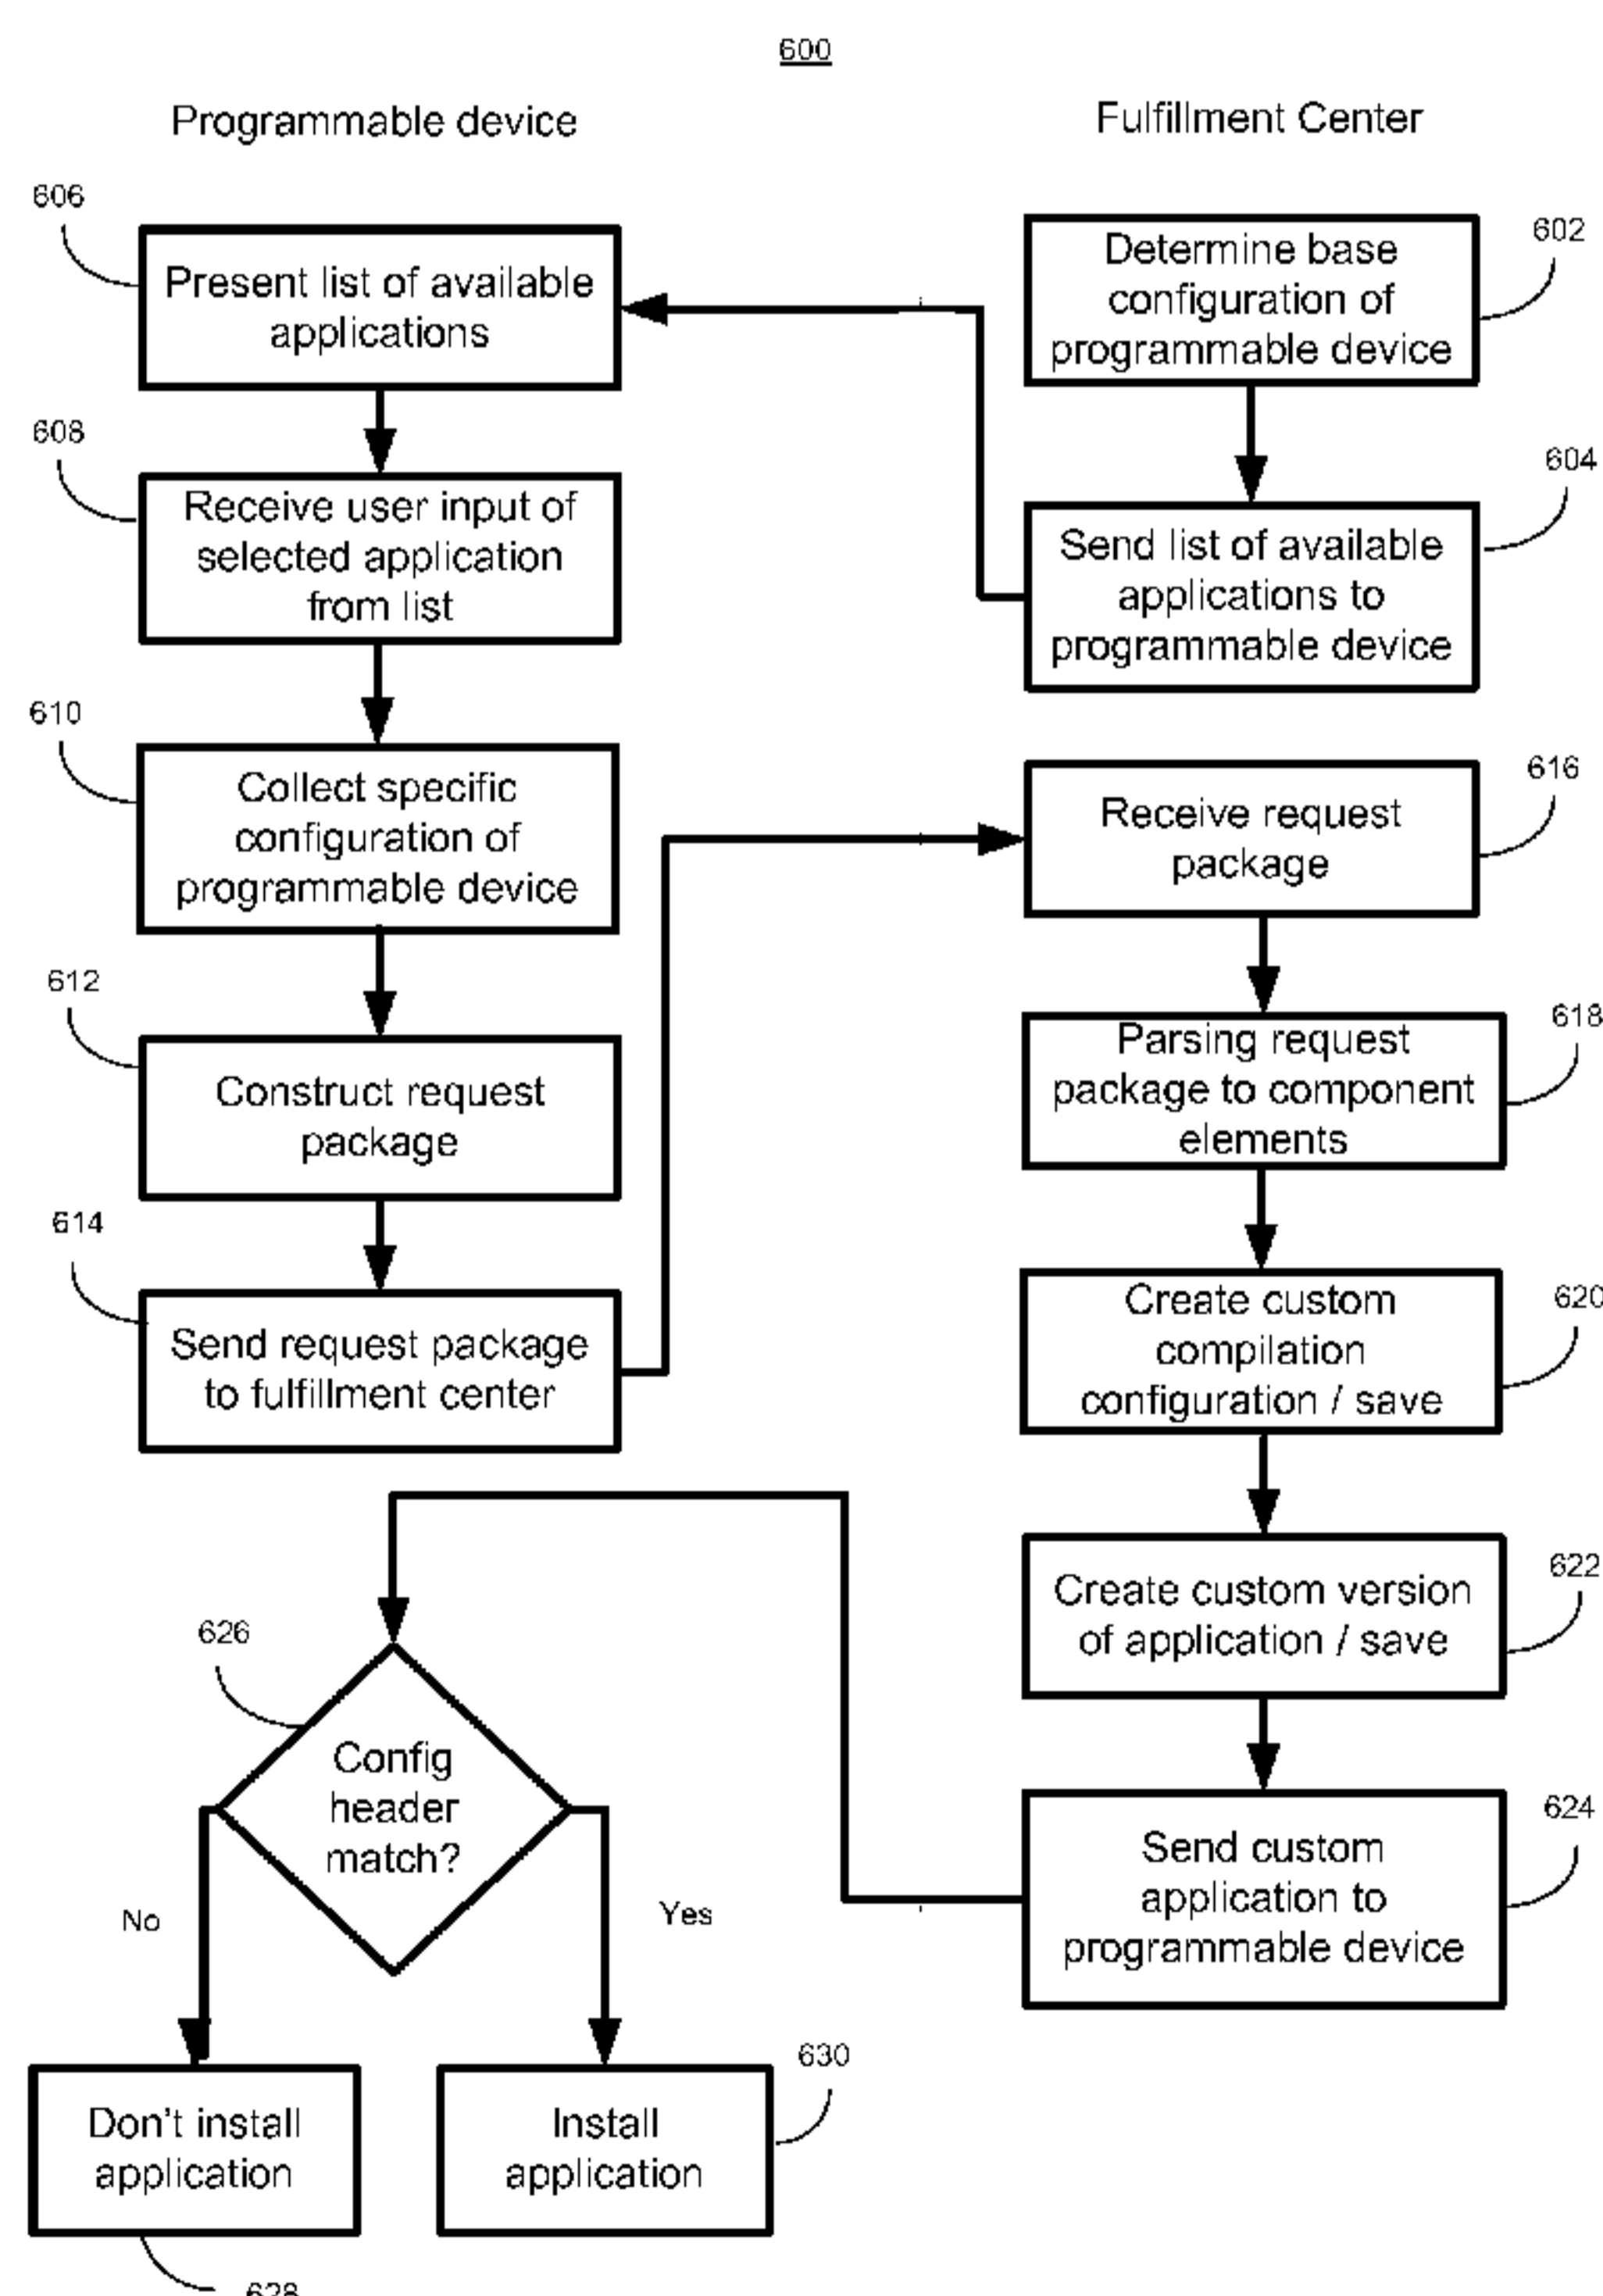 600
Programmable device
Fulfillment Center
606
Present list of available
applications
602
Determine base
configuration of
programmable device
608
Receive user input of
selected application
from list
604
Send list of available
applications to
programmable device
610
Collect specific
configuration of
programmable device
616
Receive request
package
612
Construct request
package
618
Parsing request
package to component
elements
614
Send request package
to fulfillment center
620
Create custom
compilation
configuration / save
622
Create custom version
of application / save
626
Config
header
match?
No
Yes
624
Send custom
application to
programmable device
Don't install
application
628
630
Install
application